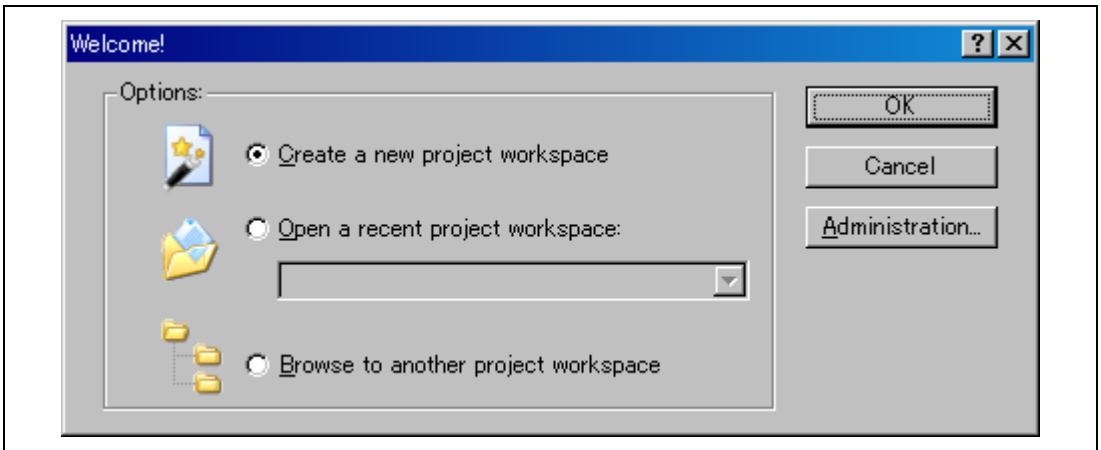 Welcome!
Options:
Create a new project workspace
Open a recent project workspace:
Browse to another project workspace
OK
Cancel
Administration...